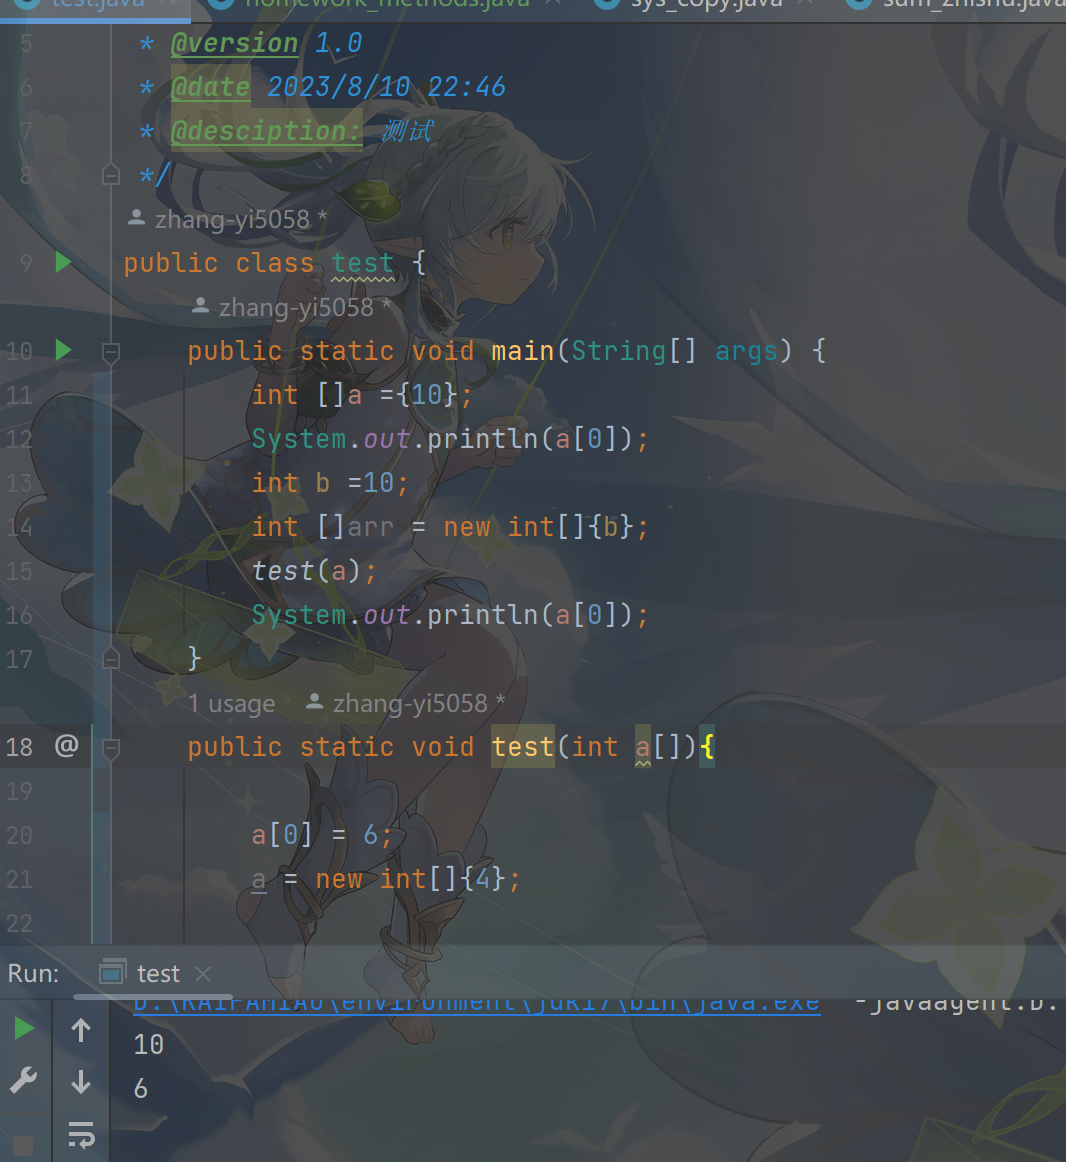 test.java homework_methods.java sys_copy.java sum_zhishu.java
5 * @version 1.0
6 * @date 2023/8/10 22:46
7 * @desciption: 测试
8 */
zhang-yi5058 *
9 public class test {
zhang-yi5058 *
10 public static void main(String[] args) {
11 int []a ={10};
12 System.out.println(a[0]);
13 int b =10;
14 int []arr = new int[]{b};
15 test(a);
16 System.out.println(a[0]);
17 }
1 usage zhang-yi5058 *
18 @ public static void test(int a[]){
19
20 a[0] = 6;
21 a = new int[]{4};
22
Run: test
D:\KAIFAMIAO\environment\jdk17\bin\java.exe -javaagent:D:
10
6